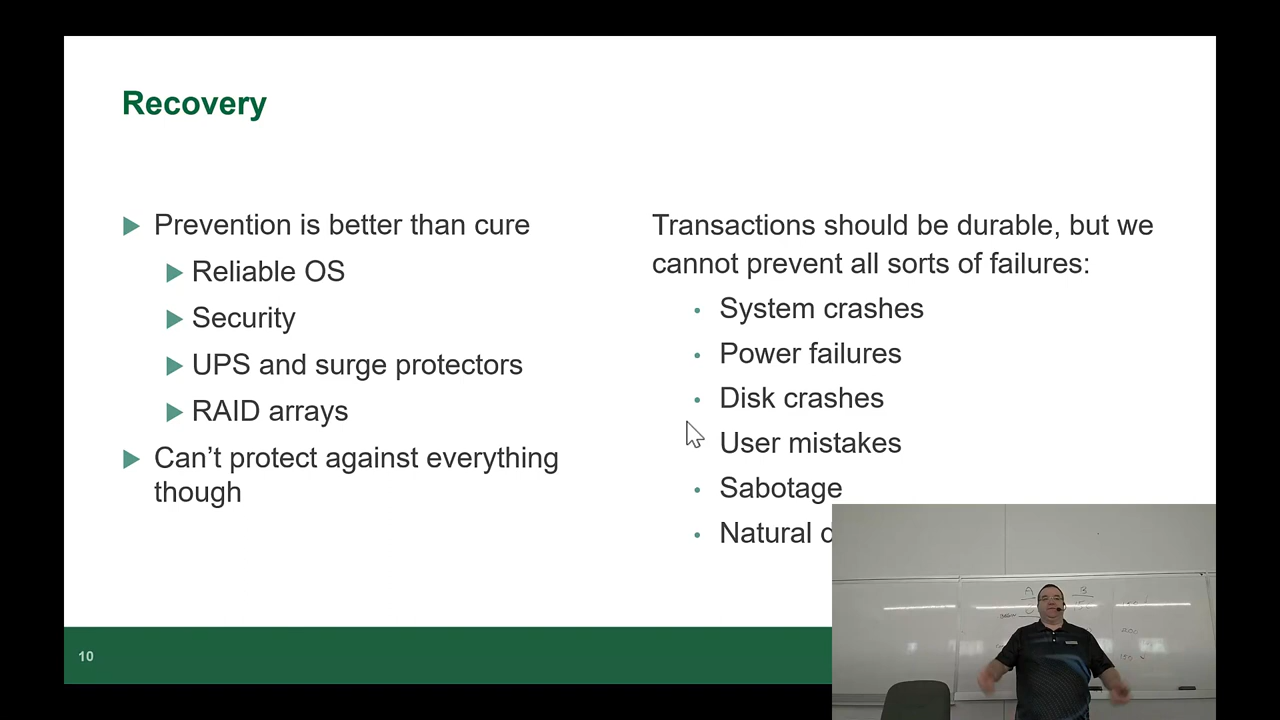 Recovery
Prevention is better than cure
Reliable OS
Security
UPS and surge protectors
RAID arrays
Can’t protect against everything
though
Transactions should be durable, but we
cannot prevent all sorts of failures:
System crashes
Power failures
Disk crashes
User mistakes
Sabotage
Natural
A B
10